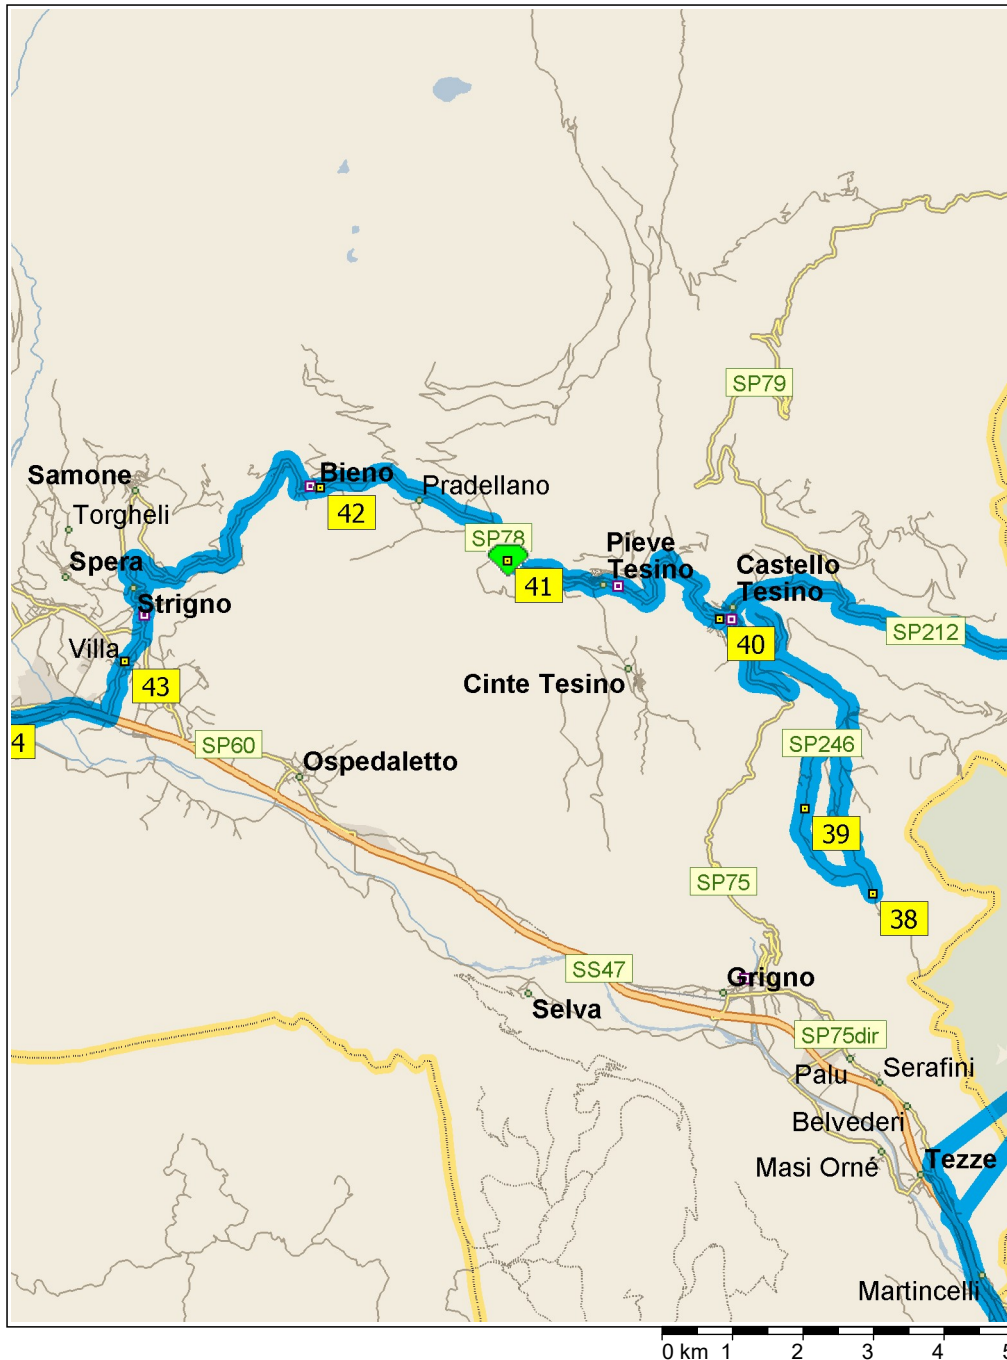 SP79
Samone
Bieno
Pradellano
Torgheli
42
SP78
Pieve
Tesino
Spera
41
Castello
Tesino
Strigno
SP212
Villa
40
43
Cinte Tesino
4
SP60
SP246
Ospedaletto
39
SP75
38
SS47
Grigno
Selva
SP75dir
Palu
Serafini
Belvederi
Masi Orné
Tezze
Martincelli
0 km 1 2 3 4 5